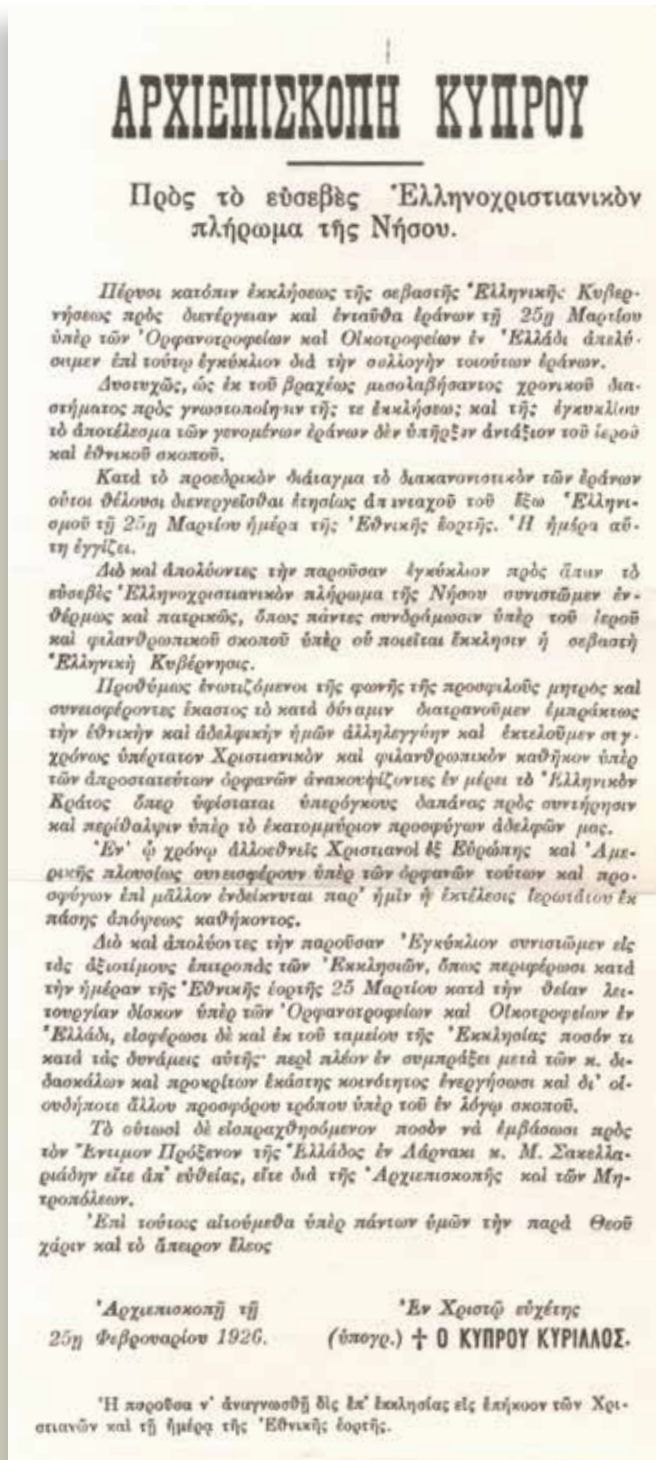 ΑΡΧΙΕΠΙΣΚΟΠΗ ΚΥΠΡΟΥ
Πρὸς τὸ εὐσεβὲς Ἑλληνοχριστιανικὸν
πλήρωμα τῆς Νήσου.
Πέρυσι κατόπιν ἐκκλήσεως τῆς σεβαστῆς Ἑλληνικῆς Κυβερ-
νήσεως πρὸς διενέργειαν καὶ ἐνταῦθα ἐράνων τῇ 25ῃ Μαρτίου
ὑπὲρ τῶν Ὀρφανοτροφείων καὶ Οἰκοτροφείων ἐν Ἑλλάδι ἀπελύ-
σαμεν ἐπὶ τούτῳ ἐγκύκλιον διὰ τὴν συλλογὴν τοιούτων ἐράνων.
Δυστυχῶς, ὡς ἐκ τοῦ βραχέως μεσολαβήσαντος χρονικοῦ δια-
στήματος πρὸς γνωστοποίησιν τῆς τε ἐκκλήσεως καὶ τῆς ἐγκυκλίου
τὸ ἀποτέλεσμα τῶν γενομένων ἐράνων δὲν ὑπῆρξεν ἀντάξιον τοῦ ἱεροῦ
καὶ ἐθνικοῦ σκοποῦ.
Κατὰ τὸ προεδρικὸν διάταγμα τὸ διακανονιστικὸν τῶν ἐράνων
οὗτοι θέλουσι διενεργεῖσθαι ἐτησίως ἁπανταχοῦ τοῦ ἔξω Ἑλληνι-
σμοῦ τῇ 25ῃ Μαρτίου ἡμέρᾳ τῆς Ἐθνικῆς ἑορτῆς. Ἡ ἡμέρα αὕ-
τη ἐγγίζει.
Διὸ καὶ ἀπολύοντες τὴν παροῦσαν ἐγκύκλιον πρὸς ἅπαν τὸ
εὐσεβὲς Ἑλληνοχριστιανικὸν πλήρωμα τῆς Νήσου συνιστῶμεν ἐν-
θέρμως καὶ πατρικῶς, ὅπως πάντες συνδράμωσιν ὑπὲρ τοῦ ἱεροῦ
καὶ φιλανθρωπικοῦ σκοποῦ ὑπὲρ οὗ ποιεῖται ἔκκλησιν ἡ σεβαστὴ
Ἑλληνικὴ Κυβέρνησις.
Προθύμως ἐνωτιζόμενοι τῆς φωνῆς τῆς προσφιλοῦς μητρὸς καὶ
συνεισφέροντες ἕκαστος τὸ κατὰ δύναμιν διατρανοῦμεν ἐμπράκτως
τὴν ἐθνικὴν καὶ ἀδελφικὴν ἡμῶν ἀλληλεγγύην καὶ ἐκτελοῦμεν συγ-
χρόνως ὑπέρτατον Χριστιανικὸν καὶ φιλανθρωπικὸν καθῆκον ὑπὲρ
τῶν ἀπροστατεύτων ὀρφανῶν ἀνακουφίζοντες ἐν μέρει τὸ Ἑλληνικὸν
Κράτος ὅπερ ὑφίσταται ὑπερόγκους δαπάνας πρὸς συντήρησιν
καὶ περίθαλψιν ὑπὲρ τὸ ἑκατομμύριον προσφύγων ἀδελφῶν μας.
Ἐν' ᾧ χρόνῳ ἀλλοεθνεῖς Χριστιανοὶ ἐξ Εὐρώπης καὶ Ἀμε-
ρικῆς πλουσίως συνεισφέρουν ὑπὲρ τῶν ὀρφανῶν τούτων καὶ προ-
σφύγων ἐπὶ μᾶλλον ἐνδείκνυται παρ' ἡμῖν ἡ ἐκτέλεσις ἱερωτάτου ἐκ
πάσης ἀπόψεως καθήκοντος.
Διὸ καὶ ἀπολύοντες τὴν παροῦσαν Ἐγκύκλιον συνιστῶμεν εἰς
τὰς ἀξιοτίμους ἐπιτροπὰς τῶν Ἐκκλησιῶν, ὅπως περιφέρωσι κατὰ
τὴν ἡμέραν τῆς Ἐθνικῆς ἑορτῆς 25 Μαρτίου κατὰ τὴν θείαν λει-
τουργίαν δίσκον ὑπὲρ τῶν Ὀρφανοτροφείων καὶ Οἰκοτροφείων ἐν
Ἑλλάδι, εἰσφέρωσι δὲ καὶ ἐκ τοῦ ταμείου τῆς Ἐκκλησίας ποσόν τι
κατὰ τὰς δυνάμεις αὐτῆς· περὶ πλέον ἐν συμπράξει μετὰ τῶν κ. δι-
δασκάλων καὶ προκρίτων ἑκάστης κοινότητος ἐνεργήσωσι καὶ δι' οἱ-
ουδήποτε ἄλλου προσφόρου τρόπου ὑπὲρ τοῦ ἐν λόγῳ σκοποῦ.
Τὸ οὑτωσὶ δὲ εἰσπραχθησόμενον ποσὸν νὰ ἐμβάσωσι πρὸς
τὸν Ἔντιμον Πρόξενον τῆς Ἑλλάδος ἐν Λάρνακι κ. Μ. Σακελλα-
ριάδην εἴτε ἀπ' εὐθείας, εἴτε διὰ τῆς Ἀρχιεπισκοπῆς καὶ τῶν Μη-
τροπόλεων.
Ἐπὶ τούτοις αἰτούμεθα ὑπὲρ πάντων ὑμῶν τὴν παρὰ Θεοῦ
χάριν καὶ τὸ ἄπειρον ἔλεος
Ἀρχιεπισκοπῇ τῇ
25ῃ Φεβρουαρίου 1926.
Ἐν Χριστῷ εὐχέτης
(ὑπογρ.) ✝ Ο ΚΥΠΡΟΥ ΚΥΡΙΛΛΟΣ.
Ἡ παροῦσα ν' ἀναγνωσθῇ δὶς ἐπ' ἐκκλησίας εἰς ἐπήκοον τῶν Χρι-
στιανῶν καὶ τῇ ἡμέρᾳ τῆς Ἐθνικῆς ἑορτῆς.